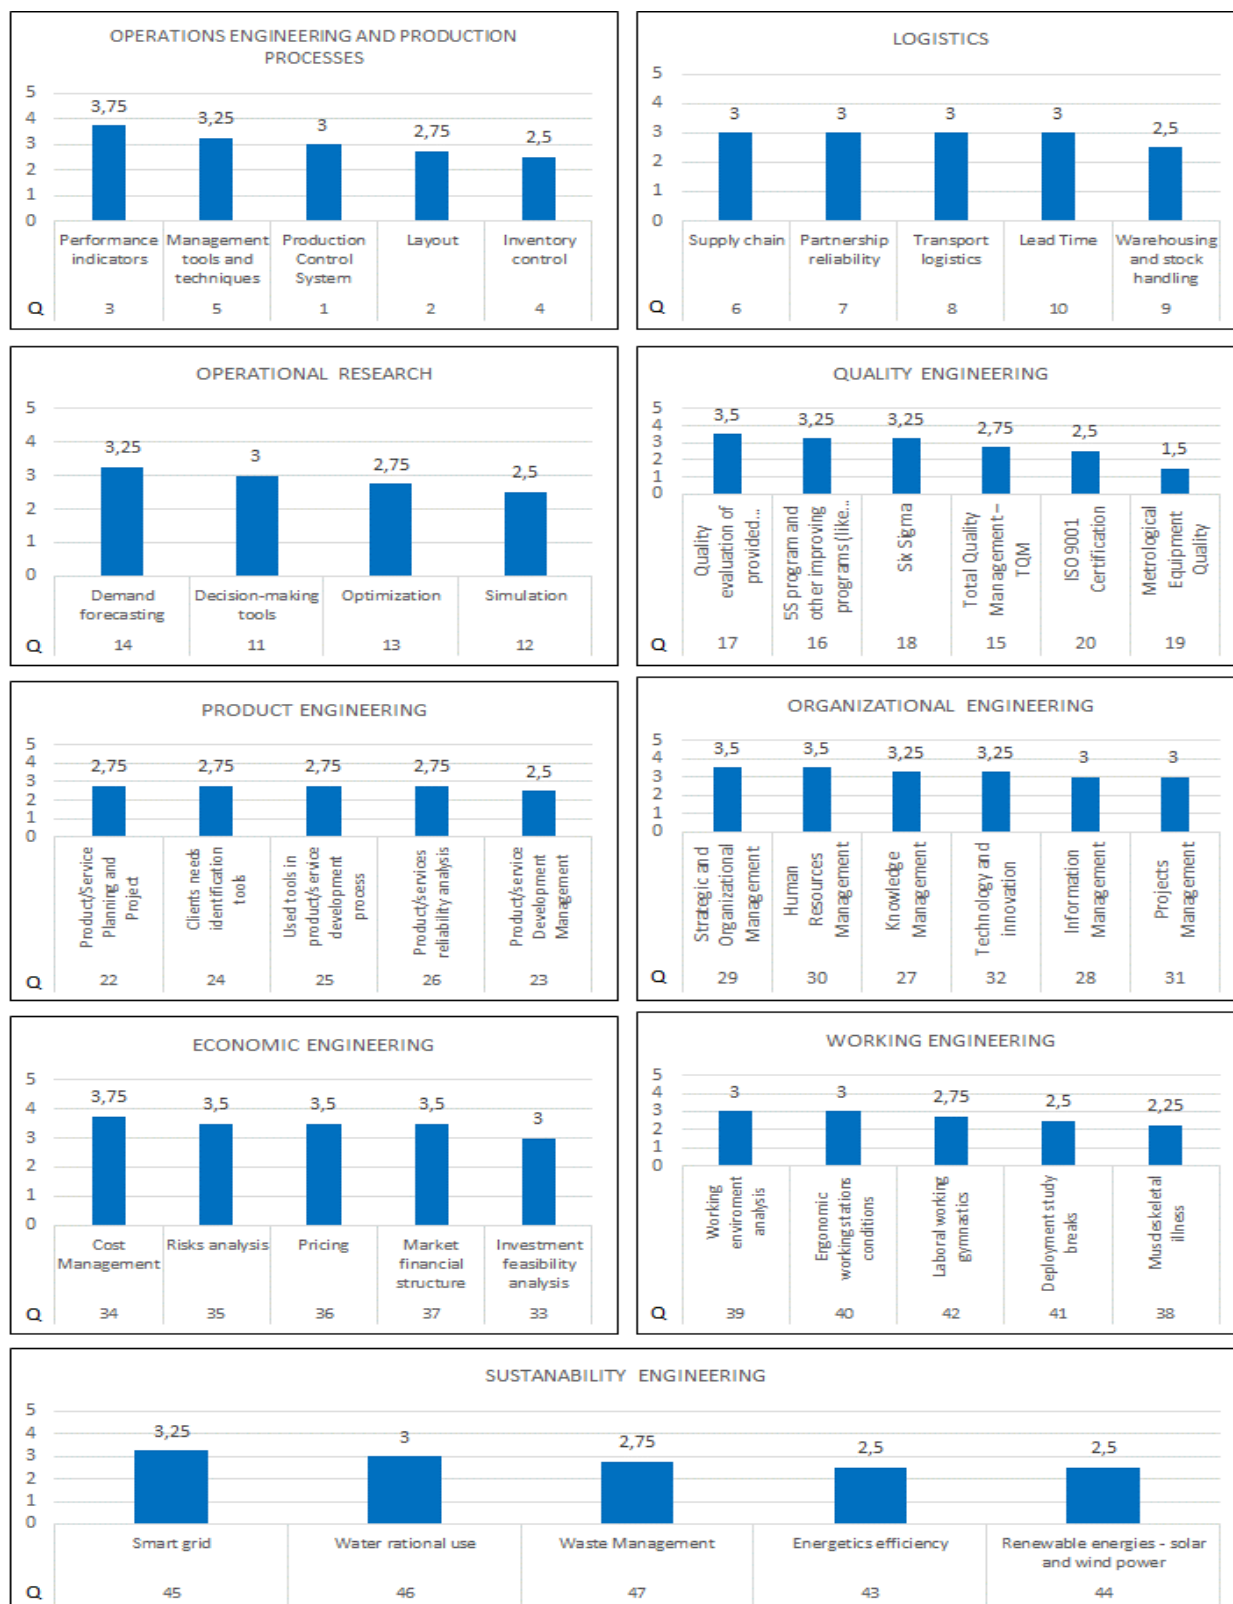 OPERATIONS ENGINEERING AND PRODUCTION
PROCESSES
5
4
3
2
1
0
3,75
3,25
3
2,75
2,5
Performance
indicators
Management
tools and
techniques
Production
Control
System
Layout
Inventory
control
Q 3 5 1 2 4
LOGISTICS
5
4
3
2
1
0
3
3
3
3
2,5
Supply chain
Partnership
reliability
Transport
logistics
Lead Time
Warehousing
and stock
handling
Q 6 7 8 10 9
OPERATIONAL RESEARCH
5
4
3
2
1
0
3,25
3
2,75
2,5
Demand
forecasting
Decision-making
tools
Optimization
Simulation
Q 14 11 13 12
QUALITY ENGINEERING
5
4
3
2
1
0
3,5
3,25
3,25
2,75
2,5
1,5
Quality
evaluation of
provided...
5S program and
other improving
programs (like...
Six Sigma
Total Quality
Management –
TQM
ISO 9001
Certification
Metrological
Equipment
Quality
Q 17 16 18 15 20 19
PRODUCT ENGINEERING
5
4
3
2
1
0
2,75
2,75
2,75
2,75
2,5
Product/Service
Planning and
Project
Clients needs
identification
tools
Used tools in
product/service
development
process
Product/services
reliability analysis
Product/Service
Development
Management
Q 22 24 25 26 23
ORGANIZATIONAL ENGINEERING
5
4
3
2
1
0
3,5
3,5
3,25
3,25
3
3
Strategic and
Organizational
Management
Human
Resources
Management
Knowledge
Management
Technology and
innovation
Information
Management
Projects
Management
Q 29 30 27 32 28 31
ECONOMIC ENGINEERING
5
4
3
2
1
0
3,75
3,5
3,5
3,5
3
Cost
Management
Risks analysis
Pricing
Market
financial
structure
Investment
feasibility
analysis
Q 34 35 36 37 33
WORKING ENGINEERING
5
4
3
2
1
0
3
3
2,75
2,5
2,25
Working
enviroment
analysis
Ergonomic
working stations
conditions
Laboral working
gymnastics
Deployment study
breaks
Musdeskeletal
illness
Q 39 40 42 41 38
SUSTANABILITY ENGINEERING
5
4
3
2
1
0
3,25
3
2,75
2,5
2,5
Smart grid
Water rational use
Waste Management
Energetics efficiency
Renewable energies - solar
and wind power
Q 45 46 47 43 44